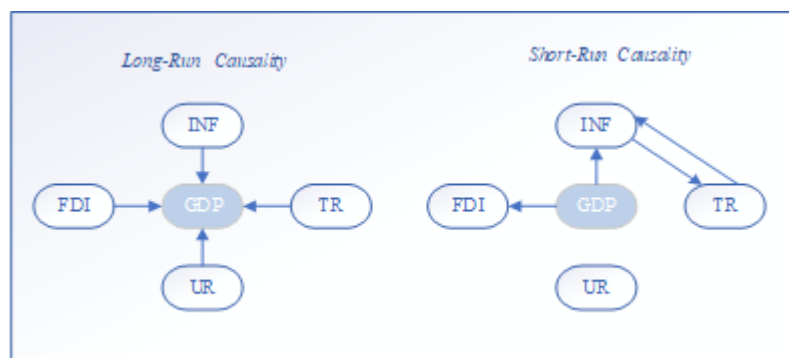 Long-Run Causality
INF
FDI
GDP
TR
UR
Short-Run Causality
INF
FDI
GDP
TR
UR